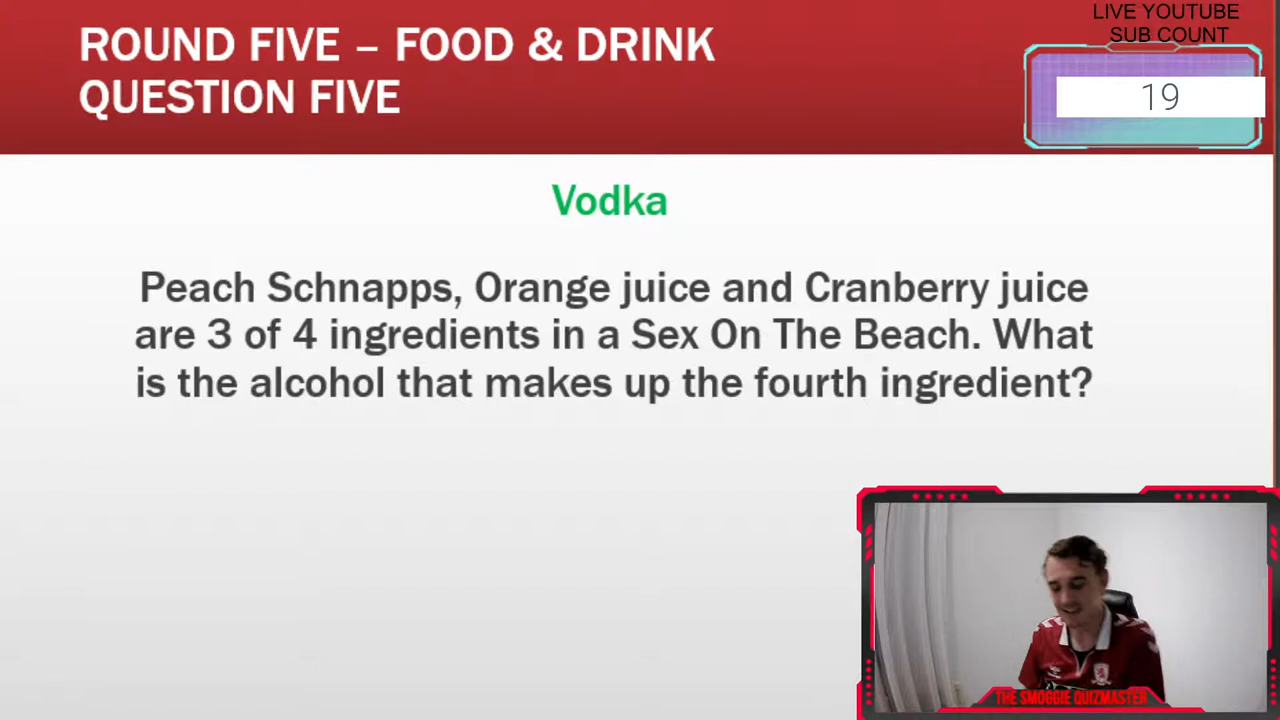 LIVE YOUTUBE
SUB COUNT
19
ROUND FIVE – FOOD & DRINK
QUESTION FIVE
Vodka
Peach Schnapps, Orange juice and Cranberry juice
are 3 of 4 ingredients in a Sex On The Beach. What
is the alcohol that makes up the fourth ingredient?
THE SMOGGIE QUIZMASTER